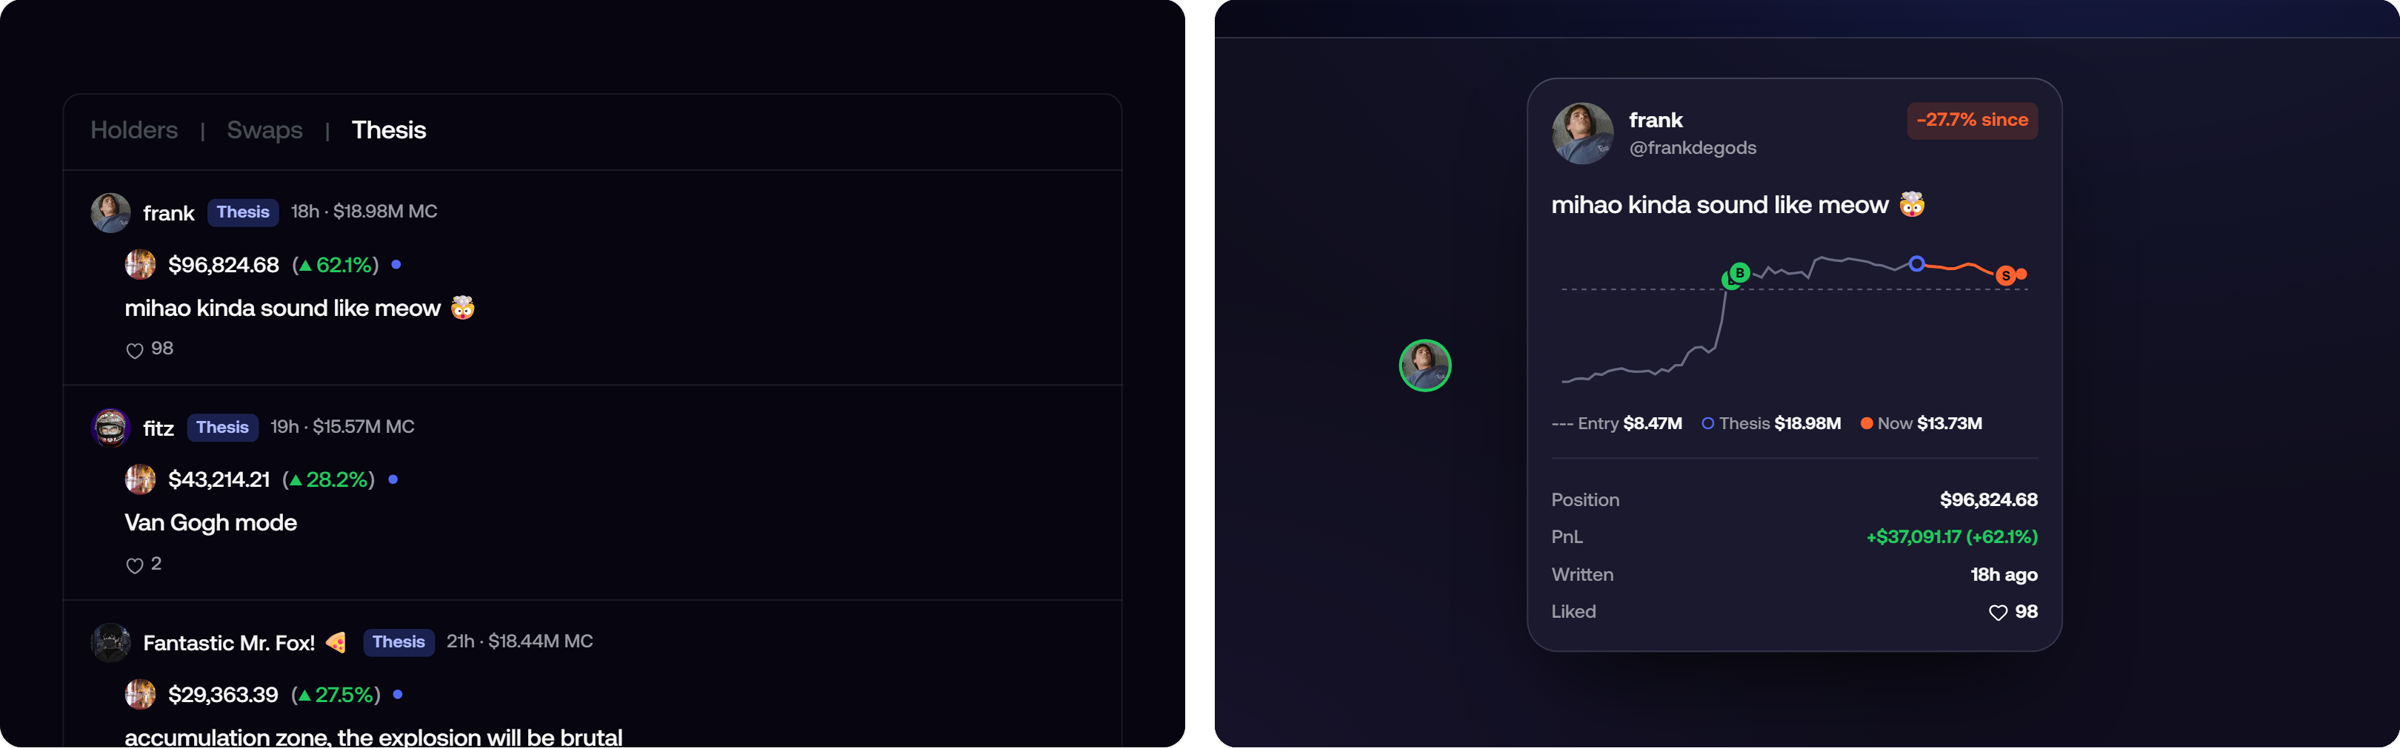 Holders | Swaps | Thesis
frank Thesis 18h · $18.98M MC
$96,824.68 (▲62.1%)
mihao kinda sound like meow 🤯
98
fitz Thesis 19h · $15.57M MC
$43,214.21 (▲28.2%)
Van Gogh mode
2
Fantastic Mr. Fox! 🍕 Thesis 21h · $18.44M MC
$29,363.39 (▲27.5%)
accumulation zone, the explosion will be brutal
frank
@frankdegods
-27.7% since
mihao kinda sound like meow 🤯
B
S
--- Entry $8.47M Thesis $18.98M Now $13.73M
Position $96,824.68
PnL +$37,091.17 (+62.1%)
Written 18h ago
Liked 98